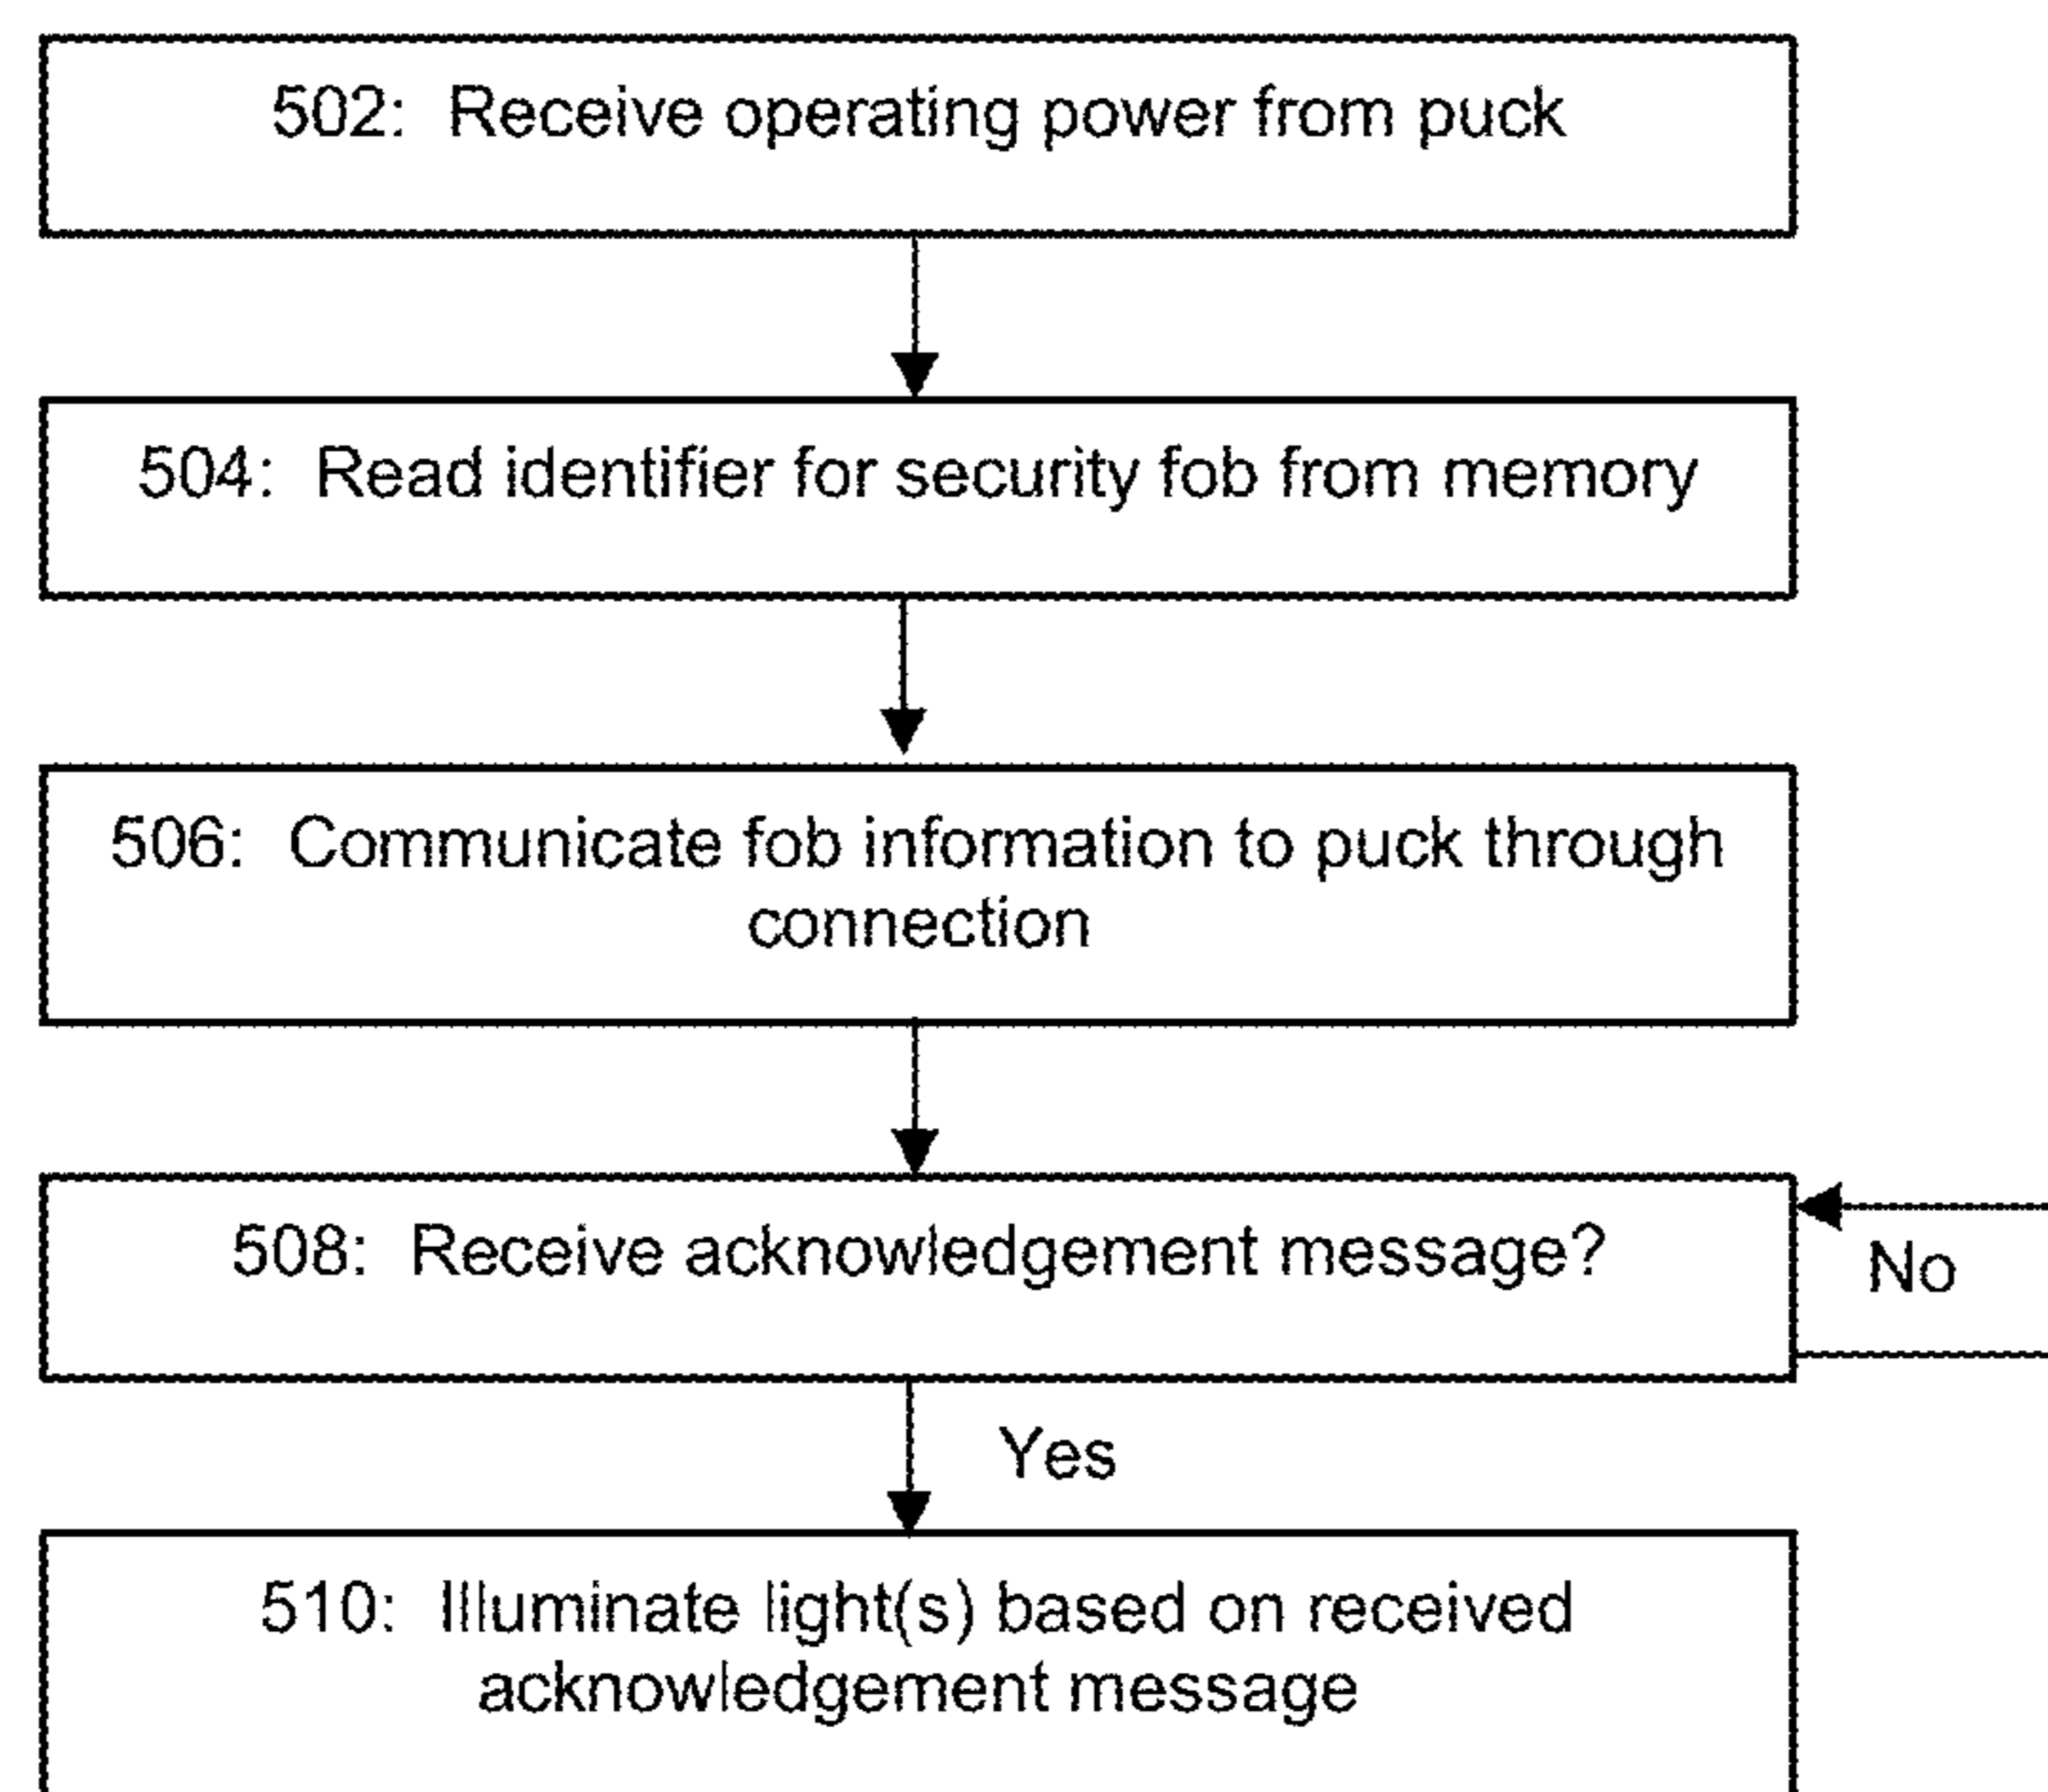 502: Receive operating power from puck
504: Read identifier for security fob from memory
506: Communicate fob information to puck through
connection
508: Receive acknowledgement message?
No
Yes
510: Illuminate light(s) based on received
acknowledgement message